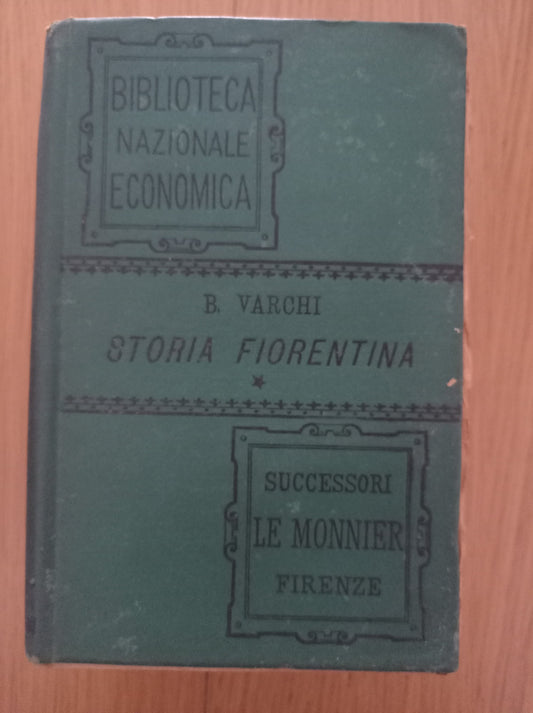 BIBLIOTECA
NAZIONALE
ECONOMICA
B. VARCHI
STORIA FIORENTINA
★
SUCCESSORI
LE MONNIER
FIRENZE